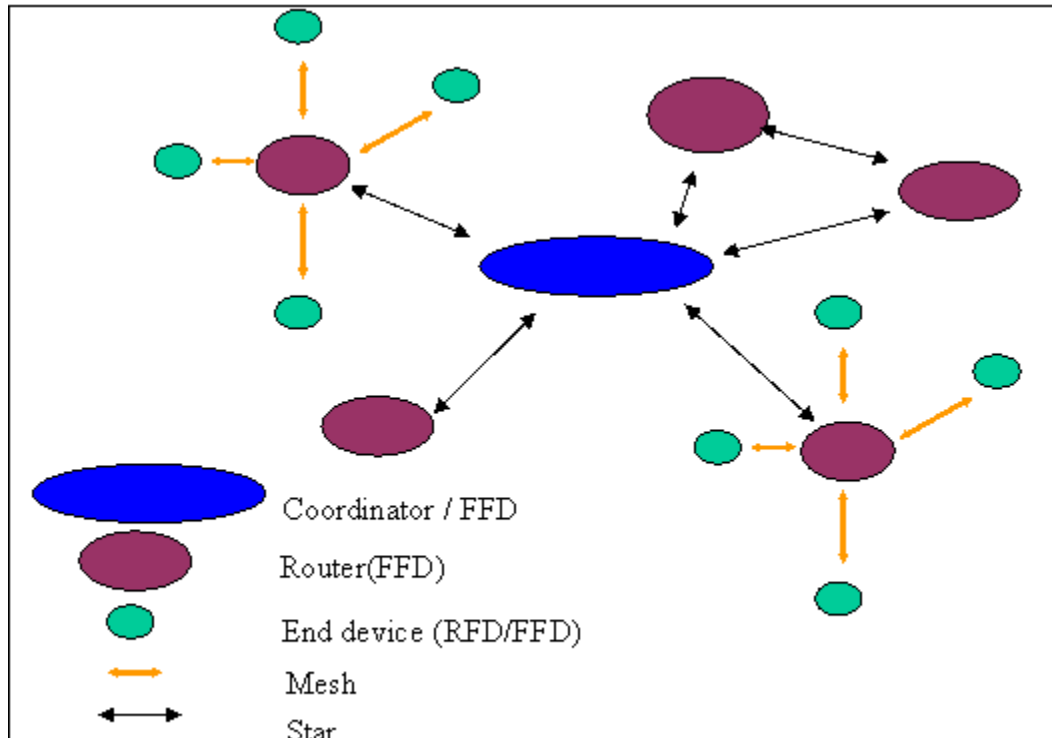 Coordinator / FFD
Router(FFD)
End device (RFD/FFD)
Mesh
Star